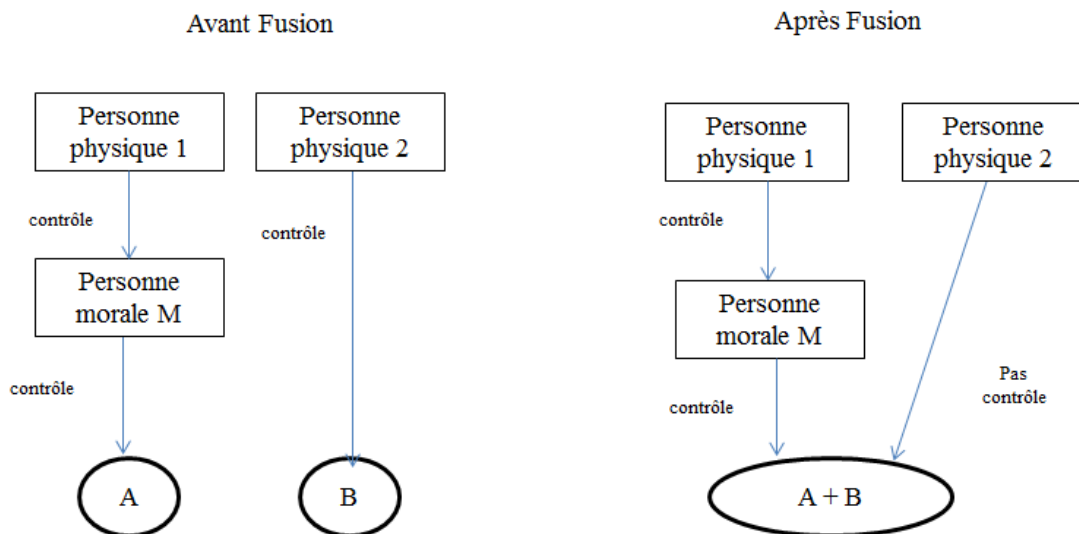 Avant Fusion
Personne
physique 1
Personne
physique 2
contrôle
contrôle
Personne
morale M
contrôle
A
B
Après Fusion
Personne
physique 1
Personne
physique 2
contrôle
Personne
morale M
Pas
contrôle
contrôle
A + B